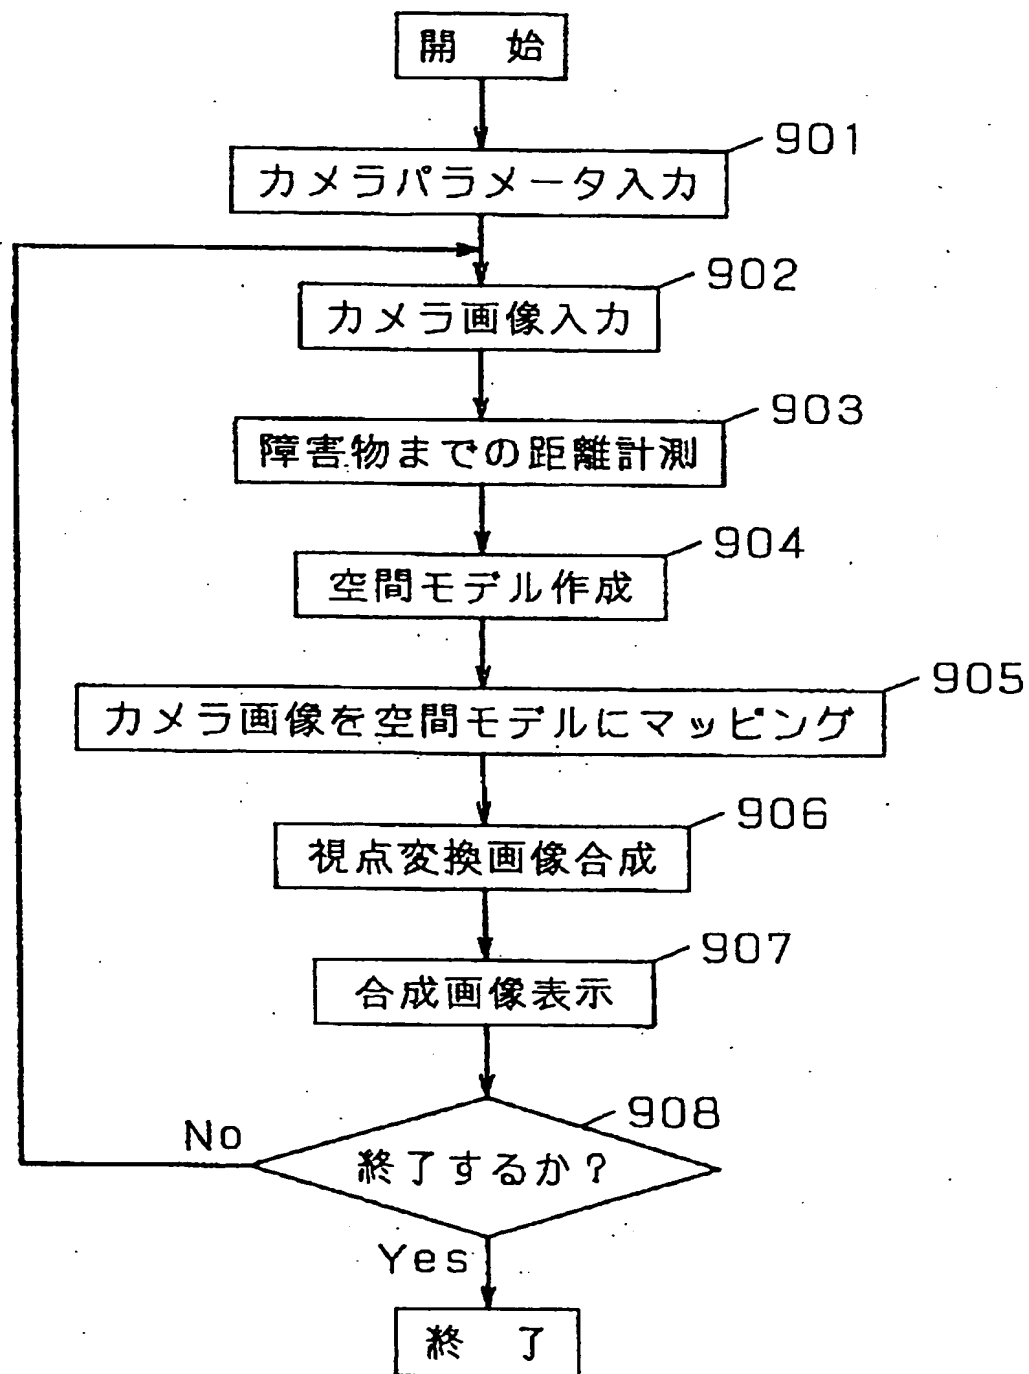 開 始
901
カメラパラメータ入力
902
カメラ画像入力
903
障害物までの距離計測
904
空間モデル作成
905
カメラ画像を空間モデルにマッピング
906
視点変換画像合成
907
合成画像表示
908
No
終了するか?
Yes
終 了